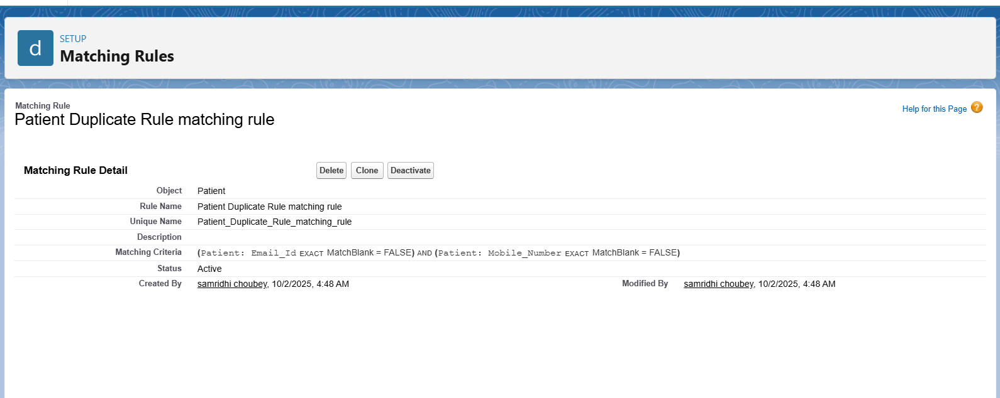 d
SETUP
Matching Rules
Matching Rule
Patient Duplicate Rule matching rule
Help for this Page ?
Matching Rule Detail
Delete Clone Deactivate
Object Patient
Rule Name Patient Duplicate Rule matching rule
Unique Name Patient_Duplicate_Rule_matching_rule
Description
Matching Criteria (Patient: Email_Id EXACT MatchBlank = FALSE) AND (Patient: Mobile_Number EXACT MatchBlank = FALSE)
Status Active
Created By samridhi choubey, 10/2/2025, 4:48 AM Modified By samridhi choubey, 10/2/2025, 4:48 AM